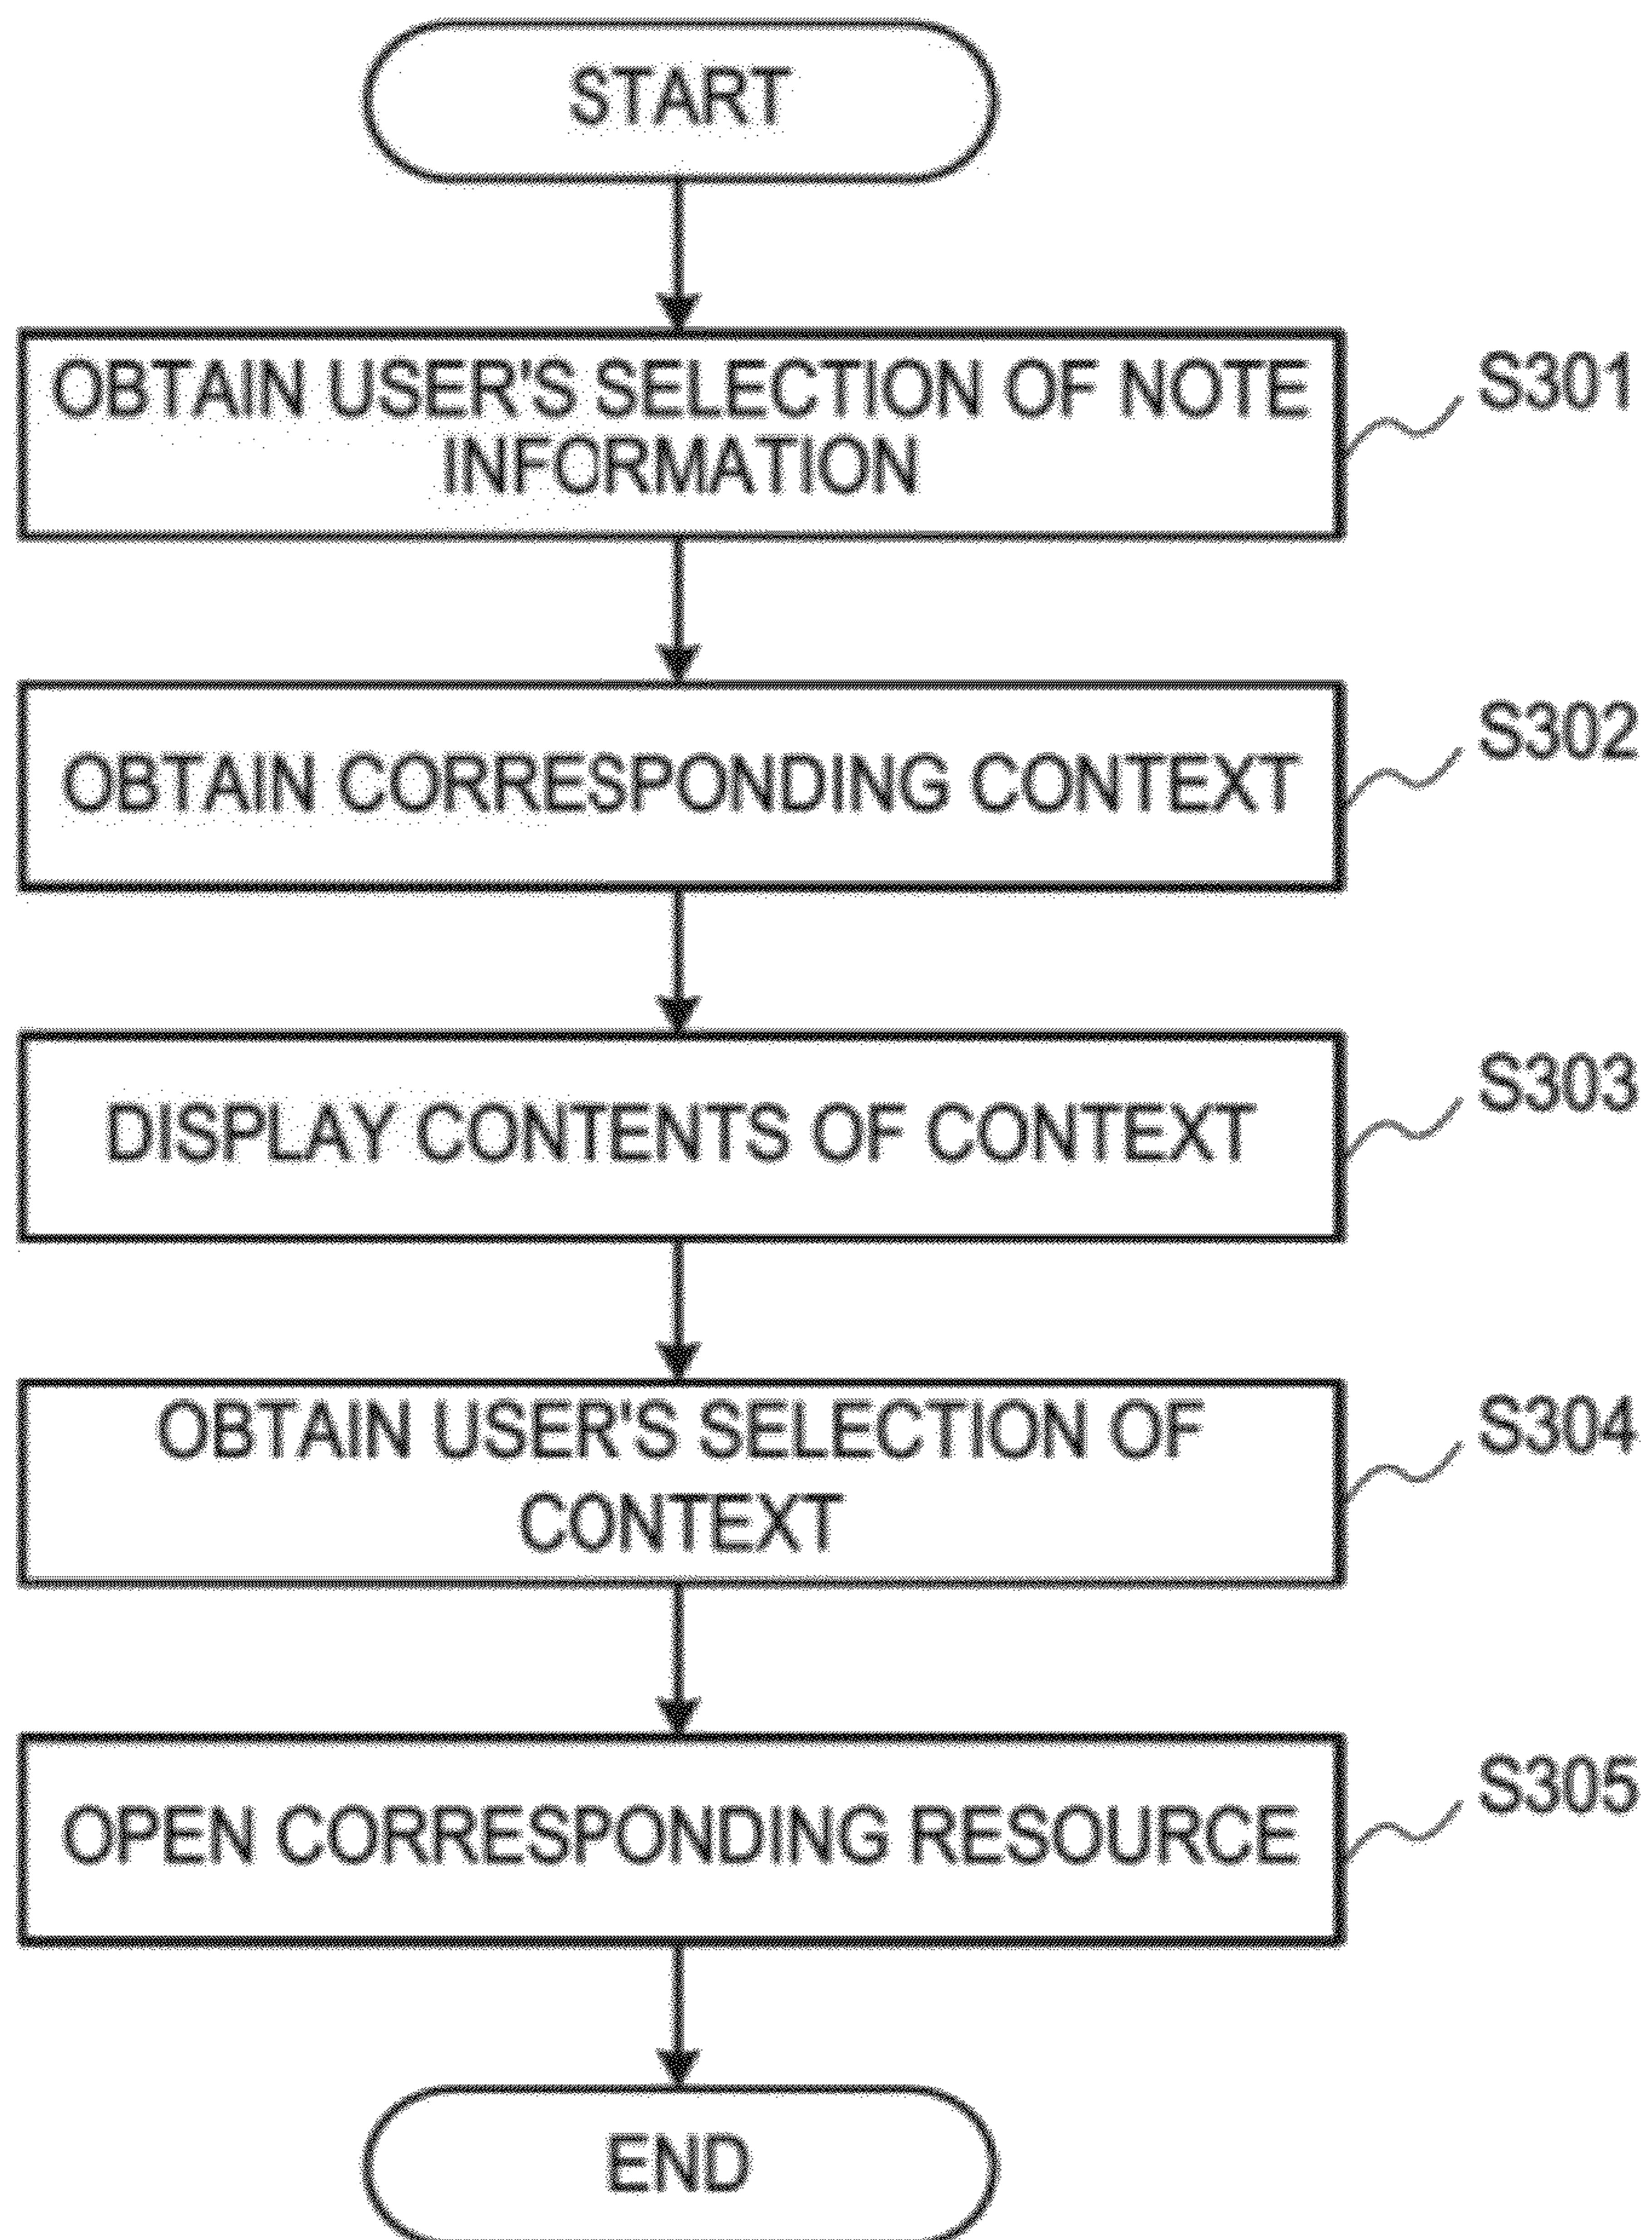 START
OBTAIN USER'S SELECTION OF NOTE
INFORMATION
S301
OBTAIN CORRESPONDING CONTEXT
S302
DISPLAY CONTENTS OF CONTEXT
S303
OBTAIN USER'S SELECTION OF
CONTEXT
S304
OPEN CORRESPONDING RESOURCE
S305
END